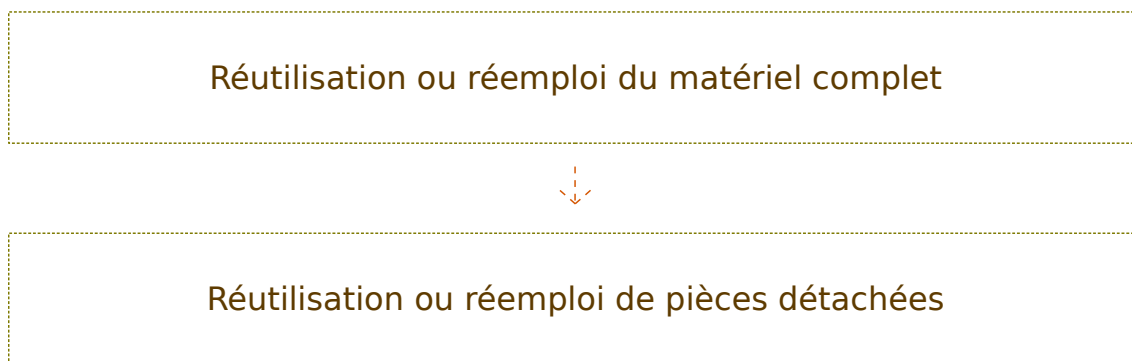 Réutilisation ou réemploi du matériel complet
Réutilisation ou réemploi de pièces détachées